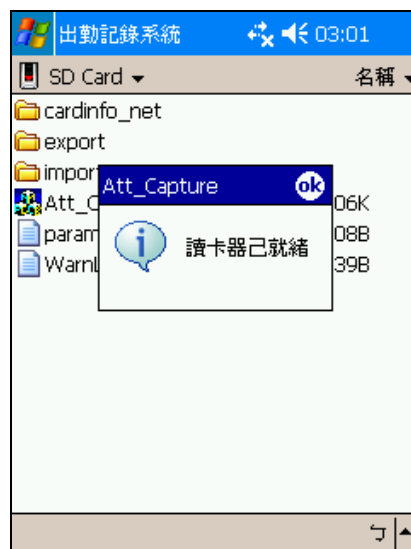 出勤記錄系統 03:01
SD Card 名稱
cardinfo_net
export
impor
Att_C 06K
param 08B
WarnL 39B
Att_Capture ok
讀卡器已就緒
ㄅ